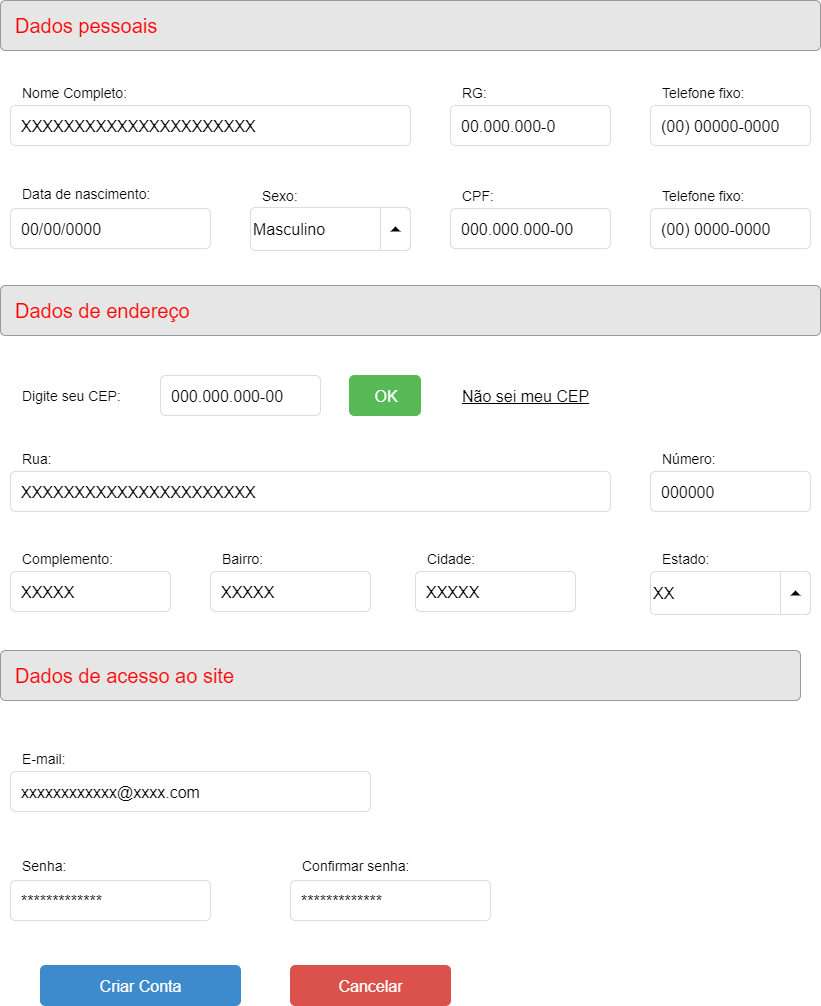 Dados pessoais
Nome Completo: RG: Telefone fixo:
XXXXXXXXXXXXXXXXXXXXXX 00.000.000-0 (00) 00000-0000
Data de nascimento: Sexo: CPF: Telefone fixo:
00/00/0000 Masculino 000.000.000-00 (00) 0000-0000
Dados de endereço
Digite seu CEP: 000.000.000-00 OK Não sei meu CEP
Rua: Número:
XXXXXXXXXXXXXXXXXXXXXX 000000
Complemento: Bairro: Cidade: Estado:
XXXXX XXXXX XXXXX XX
Dados de acesso ao site
E-mail:
xxxxxxxxxxxx@xxxx.com
Senha: Confirmar senha:
************* *************
Criar Conta Cancelar